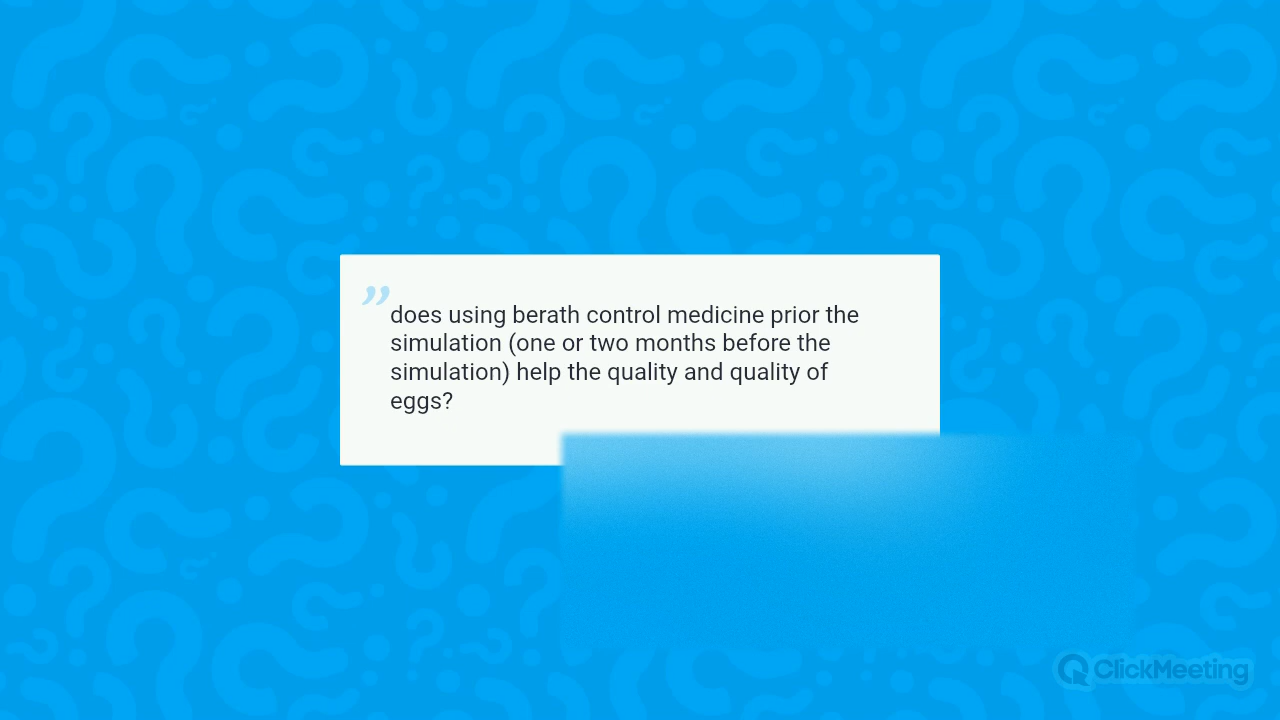 ” does using berath control medicine prior the
simulation (one or two months before the
simulation) help the quality and quality of
eggs?
ClickMeeting